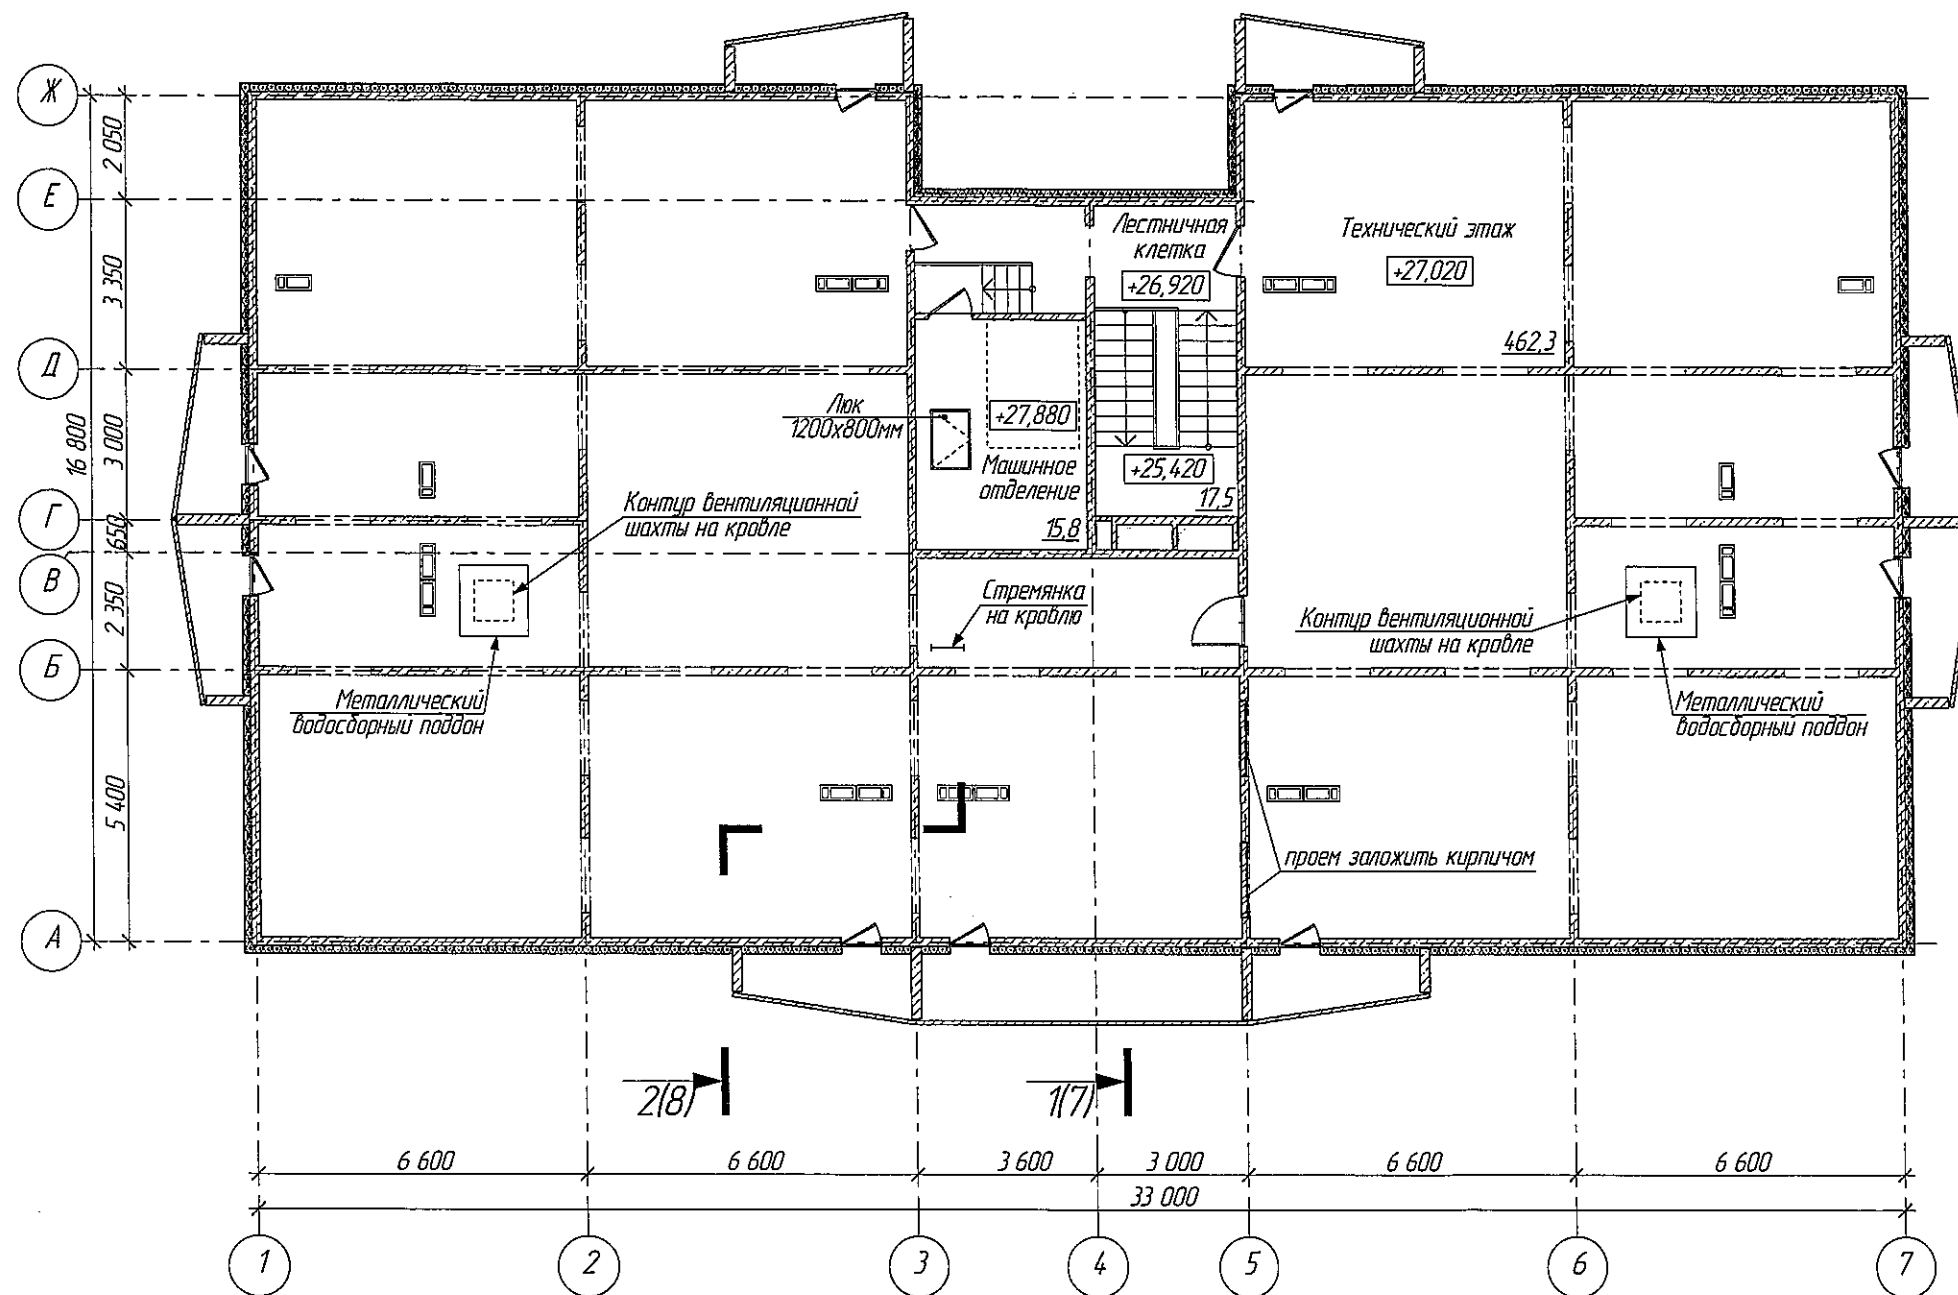 Ж
Е
Д
Г
В
Б
А
2 050
3 350
3 000
650
2 350
5 400
16 800
Лестничная
клетка
+26,920
Технический этаж
+27,020
462,3
Люк
1200х800мм
+27,880
Машинное
отделение
15,8
+25,420
17,5
Контур вентиляционной
шахты на кровле
Стремянка
на кровлю
Контур вентиляционной
шахты на кровле
Металлический
водосборный поддон
Металлический
водосборный поддон
проем заложить кирпичом
2(8)
1(7)
6 600
6 600
3 600
3 000
6 600
6 600
33 000
1
2
3
4
5
6
7